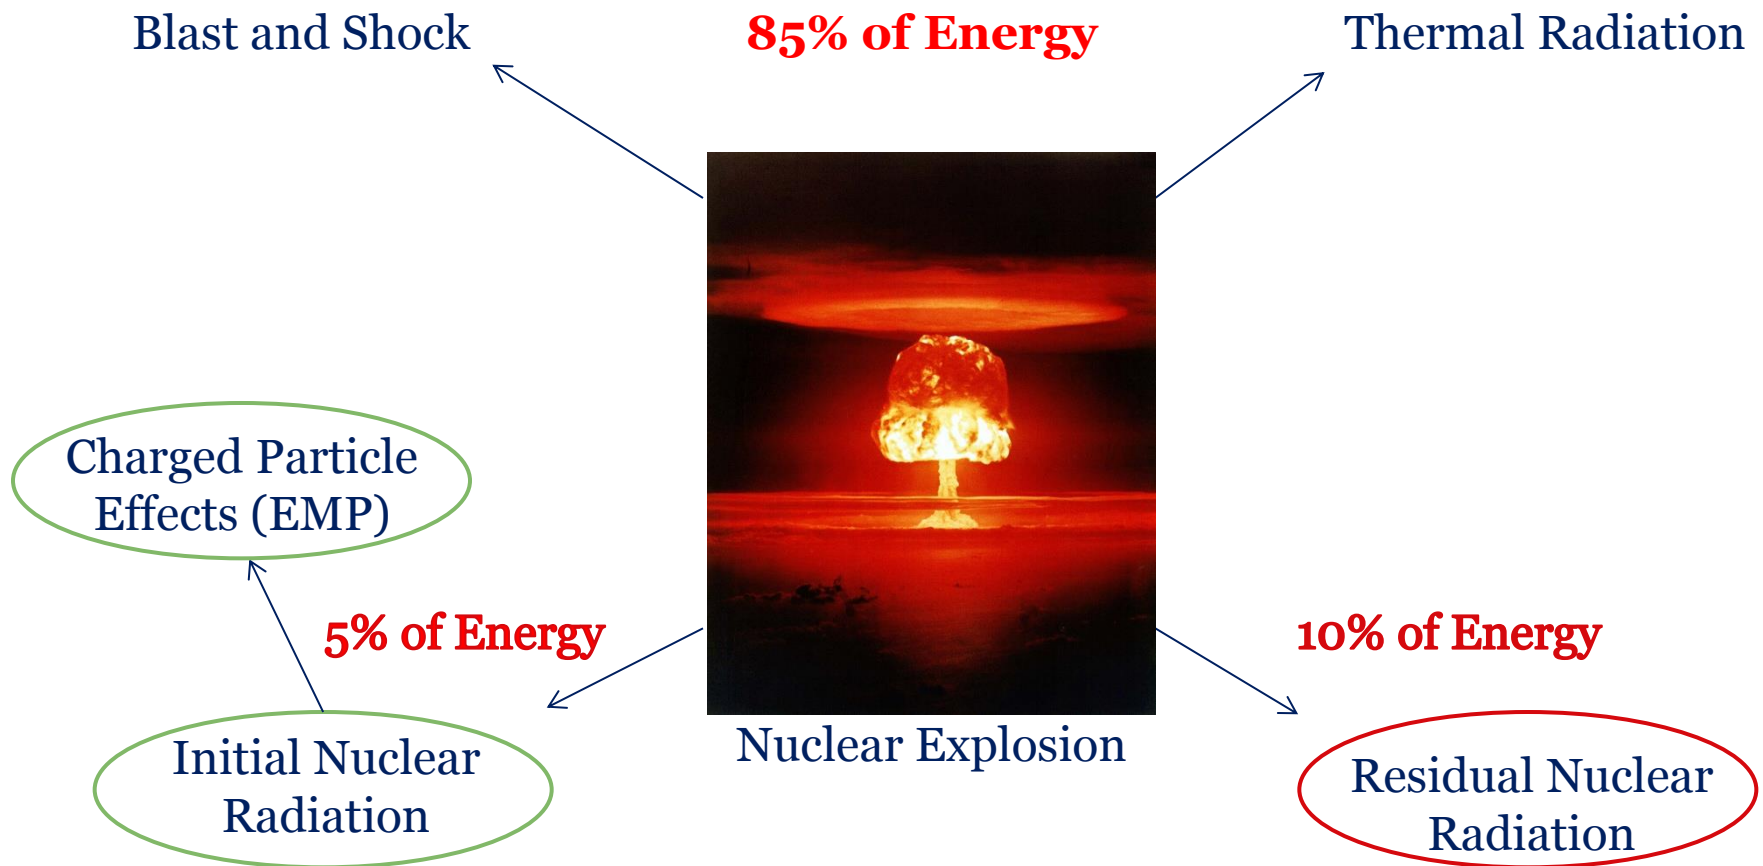 Blast and Shock
85% of Energy
Thermal Radiation
Charged Particle
Effects (EMP)
5% of Energy
10% of Energy
Initial Nuclear
Radiation
Nuclear Explosion
Residual Nuclear
Radiation